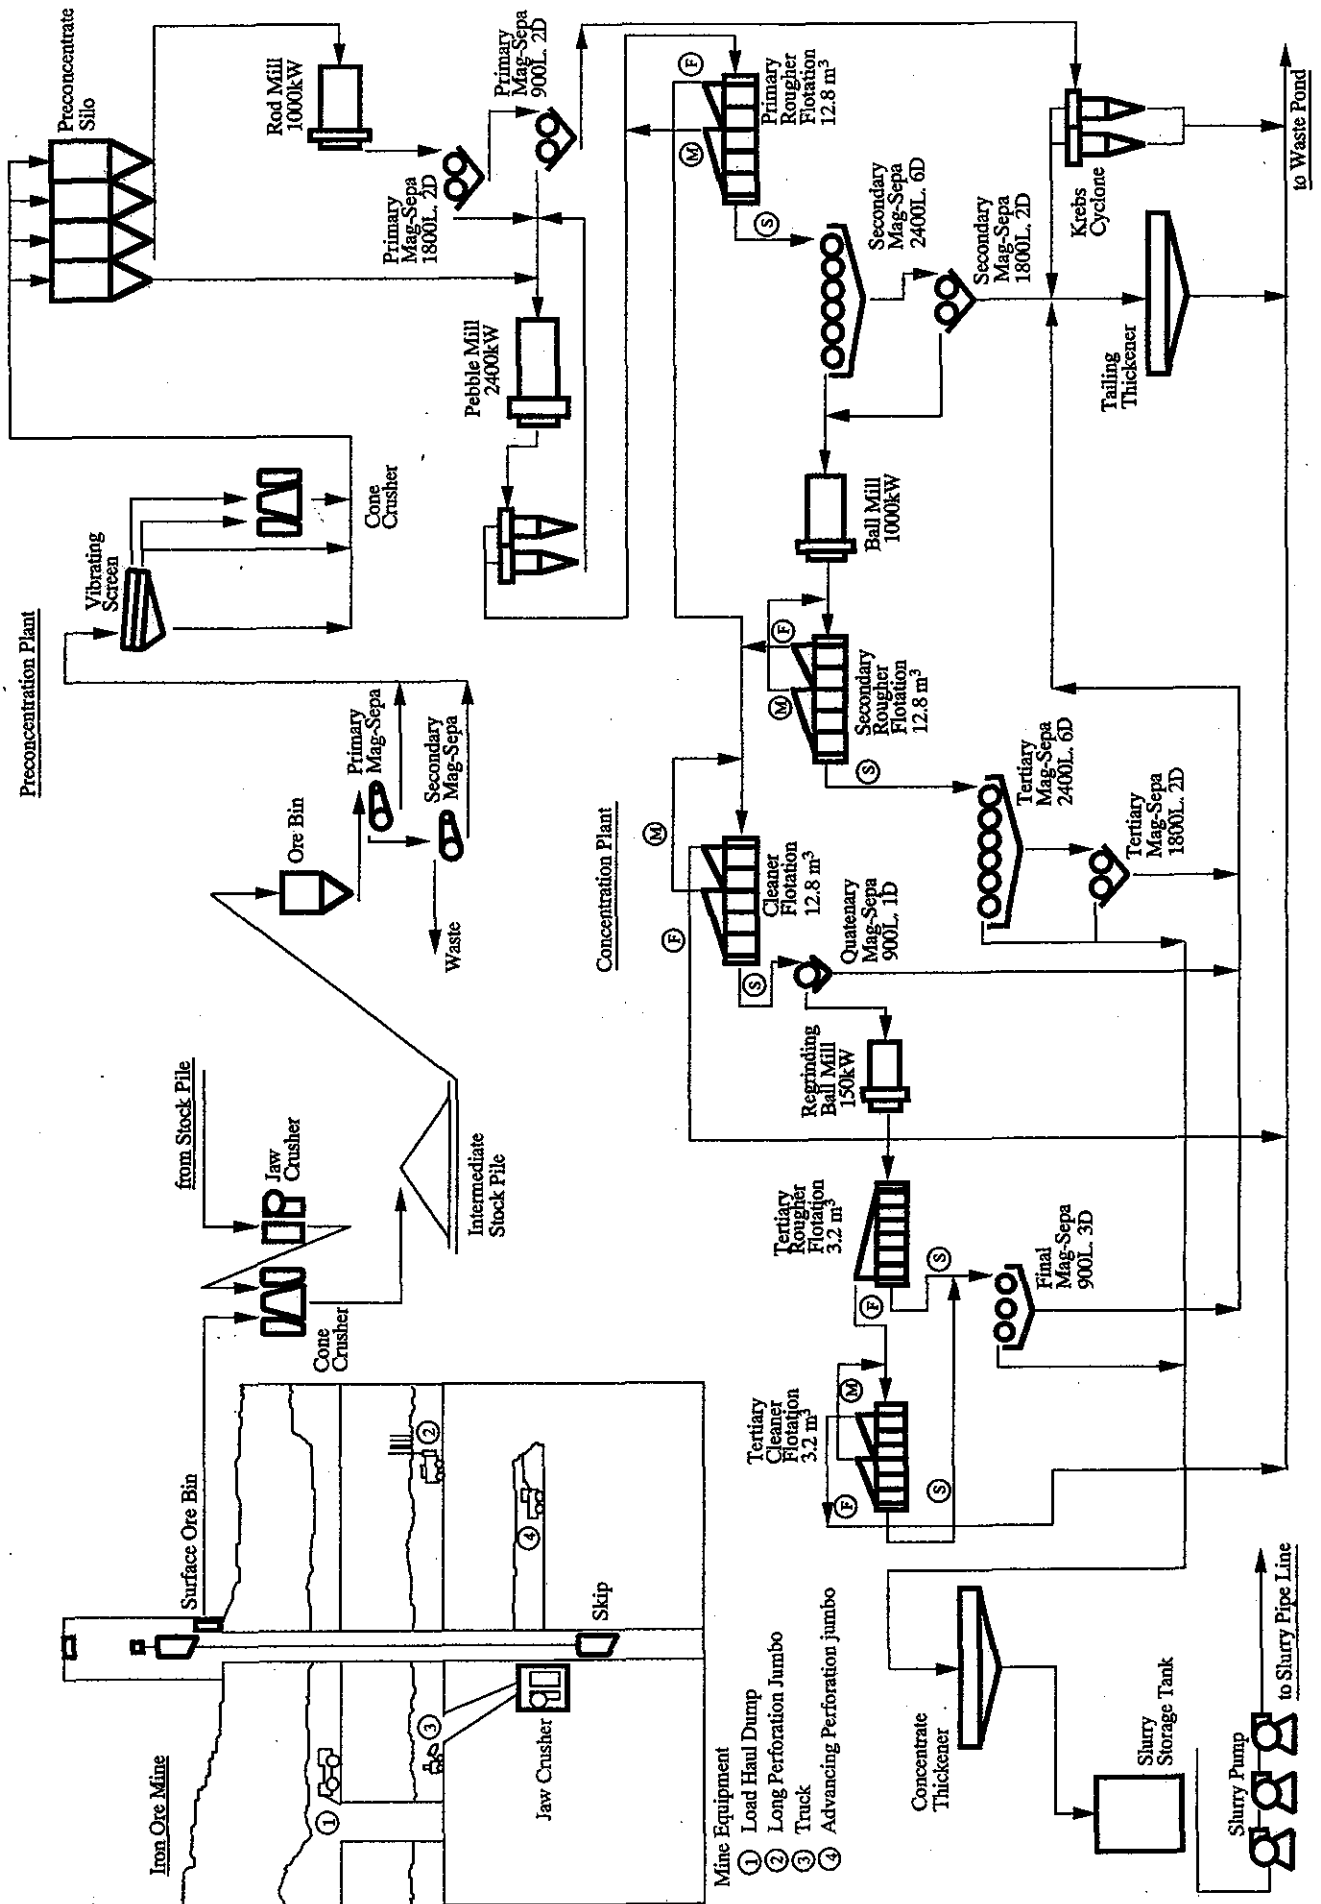 Iron Ore Mine
Surface Ore Bin
Skip
Jaw Crusher
①
②
③
④
Mine Equipment
① Load Haul Dump
② Long Perforation Jumbo
③ Truck
④ Advancing Perforation jumbo
from Stock Pile
Jaw
Crusher
Cone
Crusher
Intermediate
Stock Pile
Preconcentration Plant
Ore Bin
Primary
Mag-Sepa
Secondary
Mag-Sepa
Waste
Vibrating
Screen
Cone
Crusher
Preconcentrate
Silo
Rod Mill
1000kW
Primary
Mag-Sepa
1800L. 2D
Primary
Mag-Sepa
900L. 2D
Pebble Mill
2400kW
Concentration Plant
Primary
Rougher
Flotation
12.8 m³
F
M
S
Secondary
Mag-Sepa
2400L. 6D
Secondary
Mag-Sepa
1800L. 2D
Krebs
Cyclone
Tailing
Thickener
to Waste Pond
Ball Mill
1000kW
Secondary
Rougher
Flotation
12.8 m³
F
M
S
Cleaner
Flotation
12.8 m³
M
F
S
Quatenary
Mag-Sepa
900L. 1D
Tertiary
Mag-Sepa
2400L. 6D
Tertiary
Mag-Sepa
1800L. 2D
Regrinding
Ball Mill
150kW
Tertiary
Rougher
Flotation
3.2 m³
F
S
Final
Mag-Sepa
900L. 3D
Tertiary
Cleaner
Flotation
3.2 m³
M
F
S
Concentrate
Thickener
Slurry
Storage Tank
Slurry Pump
to Slurry Pipe Line